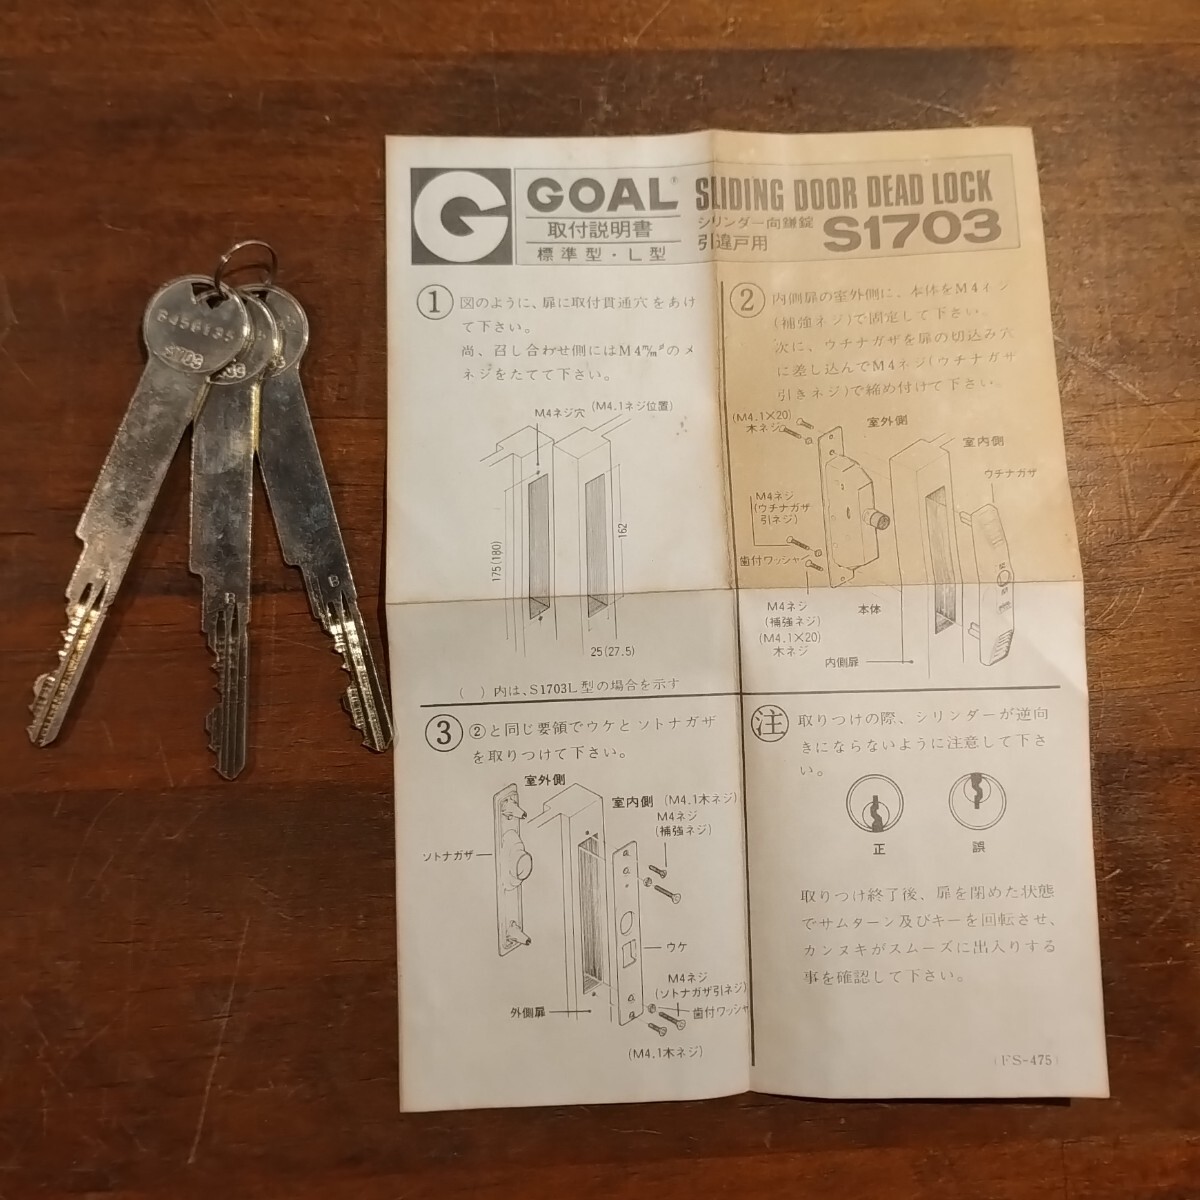 GOAL®
取付説明書
標準型・L型
SLIDING DOOR DEAD LOCK
シリンダー向鎌錠
引違戸用
S1703
① 図のように、扉に取付貫通穴をあけ
て下さい。
尚、召し合わせ側にはM4m/mφのメ
ネジをたてて下さい。
M4ネジ穴
(M4.1ネジ位置)
175(180)
162
25(27.5)
( )内は、S1703L型の場合を示す
② 内側扉の室外側に、本体をM4ネジ
(補強ネジ)で固定して下さい。
次に、ウチナガザを扉の切込み穴
に差し込んでM4ネジ(ウチナガザ
引きネジ)で締め付けて下さい。
(M4.1×20)
木ネジ
室外側
室内側
ウチナガザ
M4ネジ
(ウチナガザ
引ネジ)
歯付ワッシャ
M4ネジ
(補強ネジ)
(M4.1×20)
木ネジ
本体
内側扉
③ ②と同じ要領でウケとソトナガザ
を取りつけて下さい。
室外側
室内側
(M4.1木ネジ)
M4ネジ
(補強ネジ)
ソトナガザ
ウケ
M4ネジ
(ソトナガザ引ネジ)
歯付ワッシャ
外側扉
(M4.1木ネジ)
注 取りつけの際、シリンダーが逆向
きにならないように注意して下さ
い。
正
誤
取りつけ終了後、扉を閉めた状態
でサムターン及びキーを回転させ、
カンヌキがスムーズに出入りする
事を確認して下さい。
(FS-475)
B
B